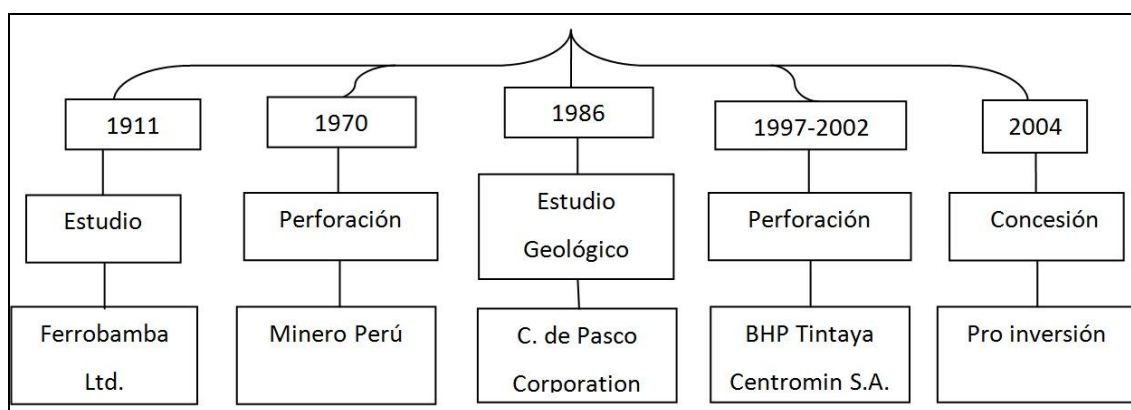 1911
1970
1986
1997-2002
2004
Estudio
Perforación
Estudio
Geológico
Perforación
Concesión
Ferrobamba
Ltd.
Minero Perú
C. de Pasco
Corporation
BHP Tintaya
Centromin S.A.
Pro inversión